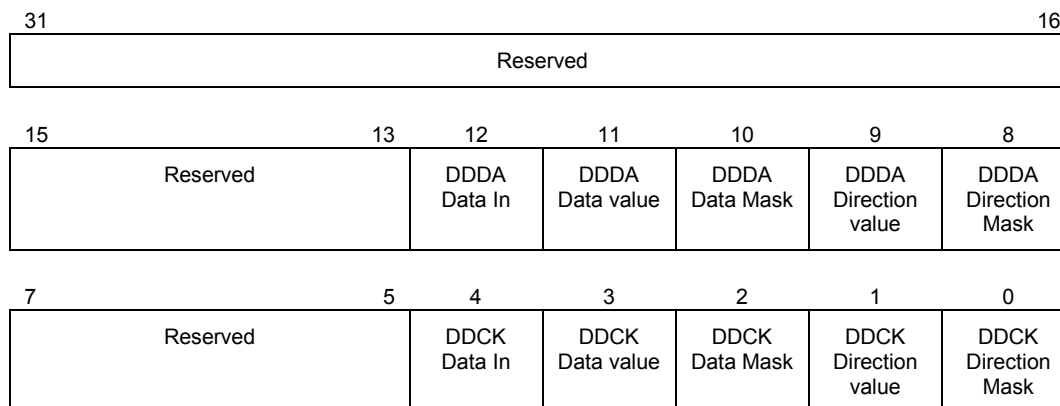 31 16
Reserved
15 13 12 11 10 9 8
Reserved DDDA DDDA DDDA DDDA DDDA
Data In Data value Data Mask Direction Direction
value Mask
7 5 4 3 2 1 0
Reserved DDCK DDCK DDCK DDCK DDCK
Data In Data value Data Mask Direction Direction
value Mask